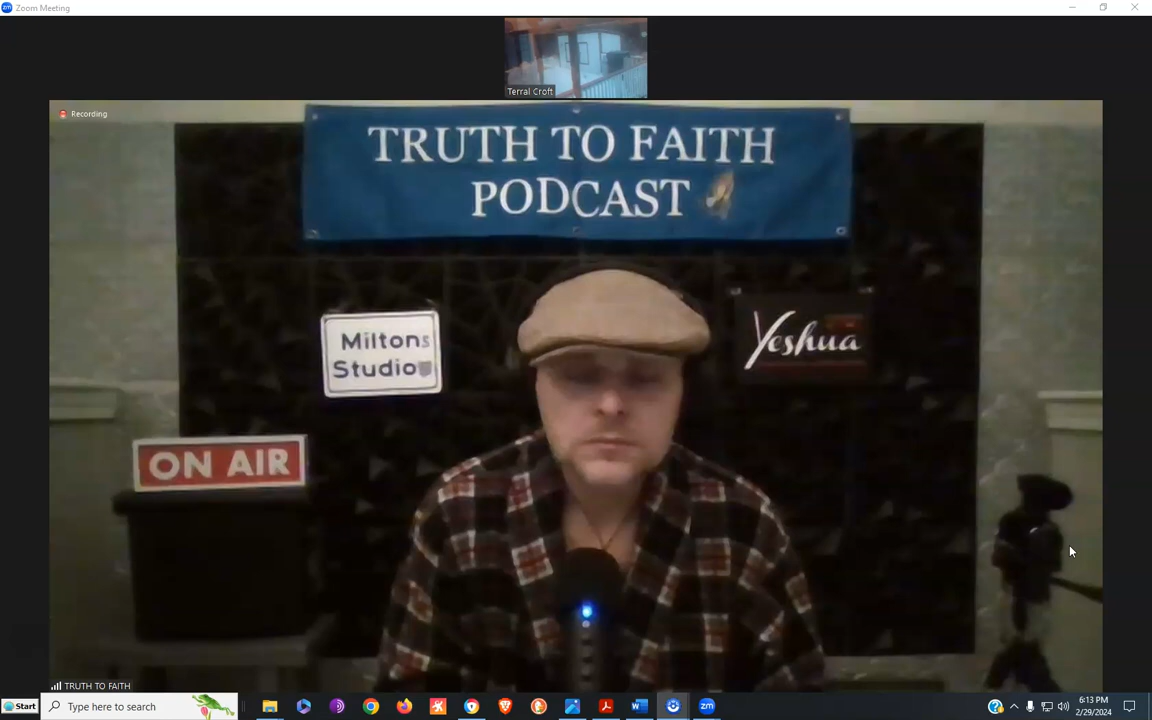 Zoom Meeting
Terral Croft
Recording
TRUTH TO FAITH
PODCAST
Miltons
Studio
Yeshua
ON AIR
TRUTH TO FAITH
Start
Type here to search
6:13 PM
2/29/2024